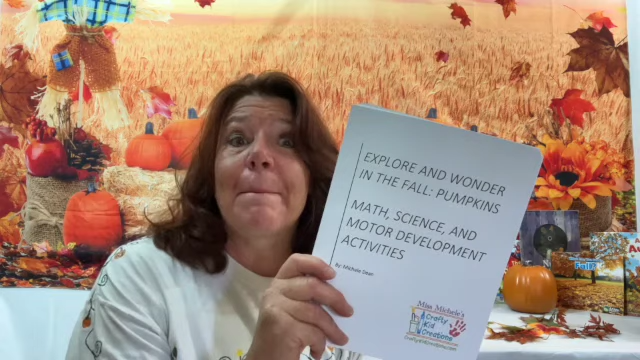 EXPLORE AND WONDER
IN THE FALL: PUMPKINS
MATH, SCIENCE, AND
MOTOR DEVELOPMENT
ACTIVITIES
By: Michele
Miss Michele's
Crafty
Kid
Creations
Fall